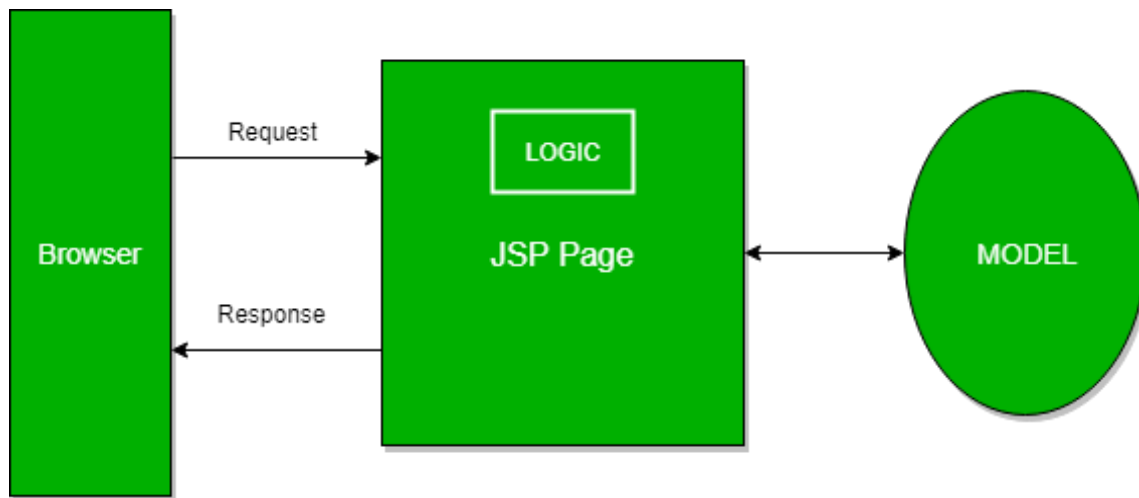 Request
LOGIC
Browser
JSP Page
MODEL
Response